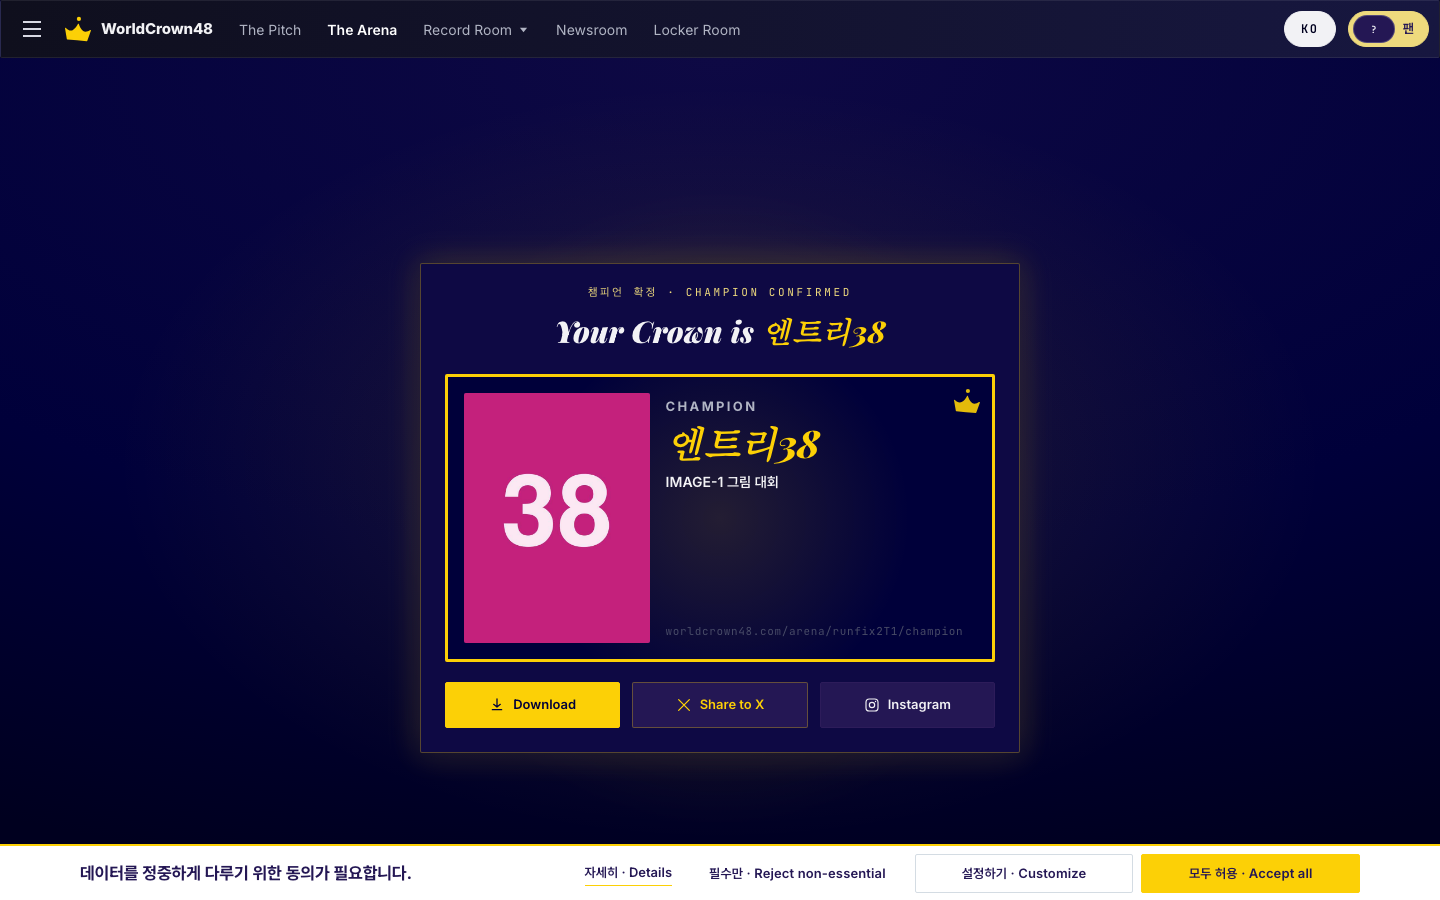 WorldCrown48
The Pitch
The Arena
Record Room
Newsroom
Locker Room
KO
?
팬
챔피언 확정 · CHAMPION CONFIRMED
Your Crown is 엔트리38
38
CHAMPION
엔트리38
IMAGE-1 그림 대회
worldcrown48.com/arena/runfix2T1/champion
Download
Share to X
Instagram
데이터를 정중하게 다루기 위한 동의가 필요합니다.
자세히 · Details
필수만 · Reject non-essential
설정하기 · Customize
모두 허용 · Accept all